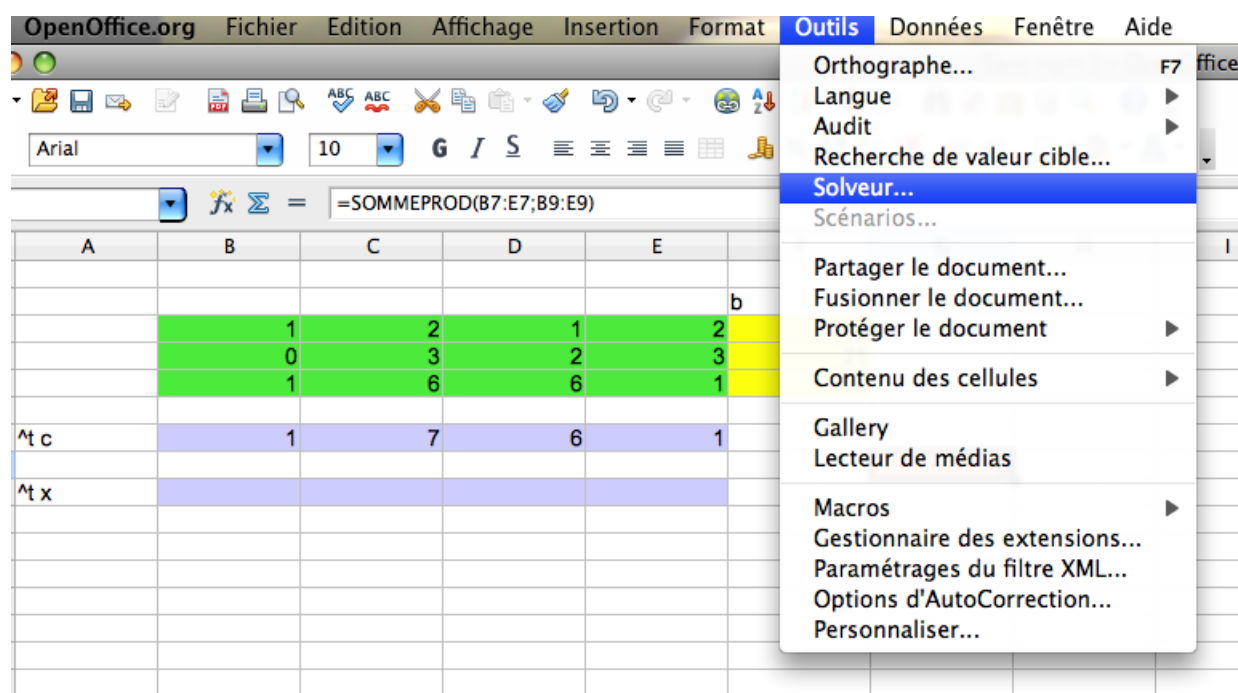 OpenOffice.org Fichier Edition Affichage Insertion Format Outils Données Fenêtre Aide
ffice
Arial 10 G I S
=SOMMEPROD(B7:E7;B9:E9)
Orthographe... F7
Langue
Audit
Recherche de valeur cible...
Solveur...
Scénarios...
Partager le document...
Fusionner le document...
Protéger le document
Contenu des cellules
Gallery
Lecteur de médias
Macros
Gestionnaire des extensions...
Paramétrages du filtre XML...
Options d'AutoCorrection...
Personnaliser...
A B C D E I
b
1 2 1 2
0 3 2 3
1 6 6 1
^t c 1 7 6 1
^t x